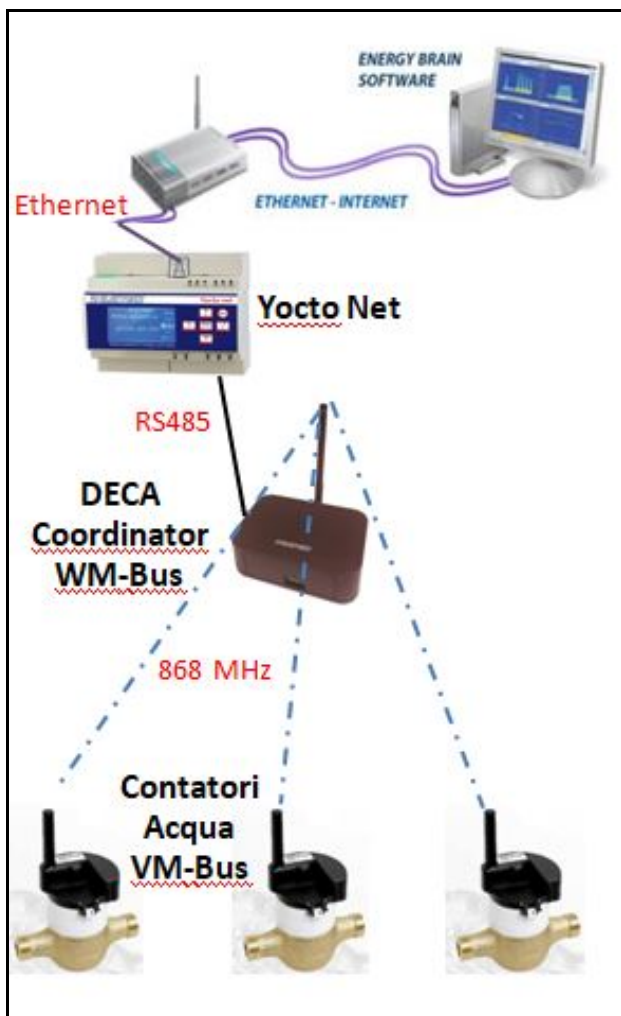 ENERGY BRAIN
SOFTWARE
Ethernet
ETHERNET - INTERNET
Yocto Net
RS485
DECA
Coordinator
WM-Bus
868 MHz
Contatori
Acqua
VM-Bus